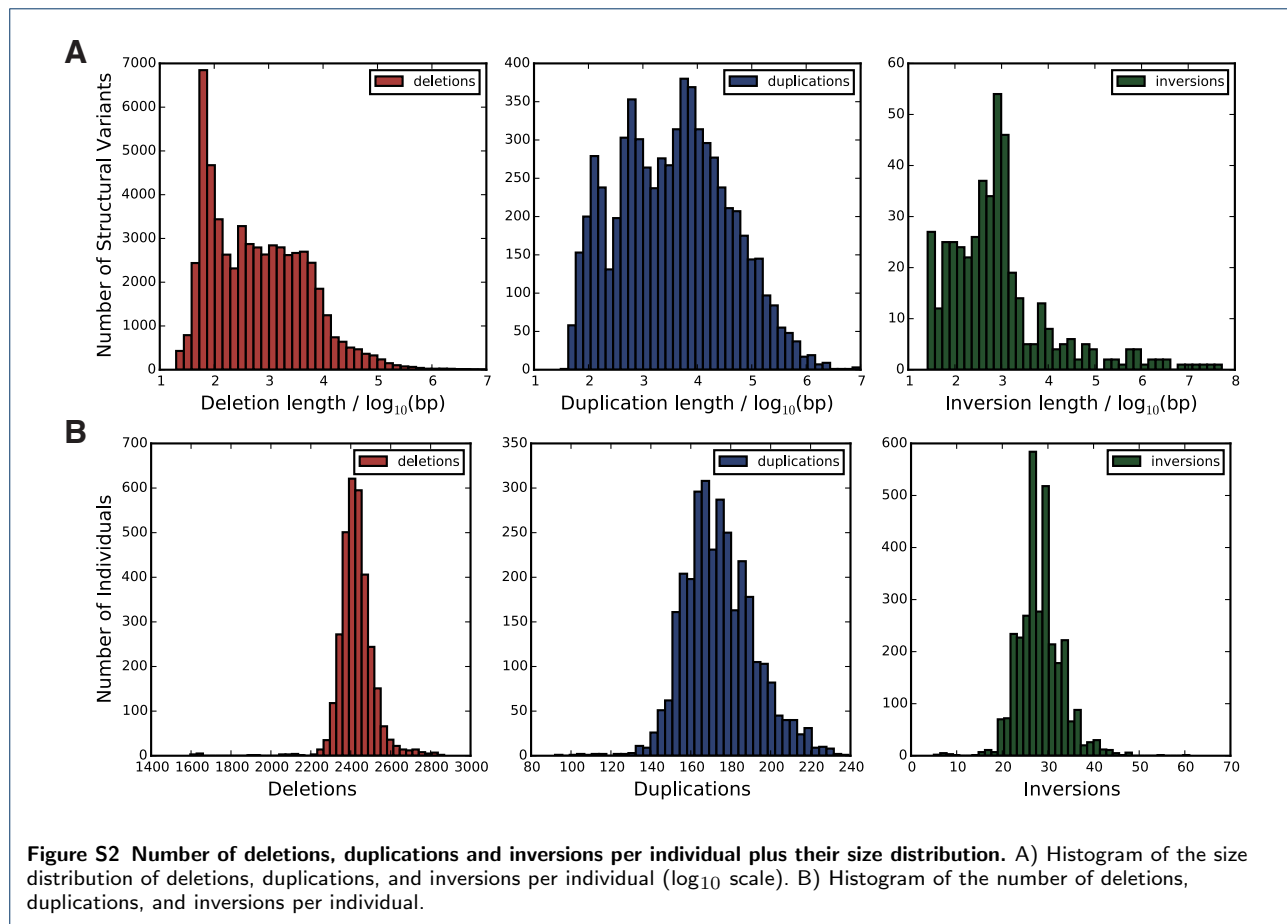 A
Number of Structural Variants
7000
6000
5000
4000
3000
2000
1000
0
1 2 3 4 5 6 7
deletions
Deletion length / log10(bp)
400
350
300
250
200
150
100
50
0
1 2 3 4 5 6 7
duplications
Duplication length / log10(bp)
60
50
40
30
20
10
0
1 2 3 4 5 6 7 8
inversions
Inversion length / log10(bp)
B
Number of Individuals
700
600
500
400
300
200
100
0
1400 1600 1800 2000 2200 2400 2600 2800 3000
deletions
Deletions
350
300
250
200
150
100
50
0
80 100 120 140 160 180 200 220 240
duplications
Duplications
600
500
400
300
200
100
0
0 10 20 30 40 50 60 70
inversions
Inversions
Figure S2 Number of deletions, duplications and inversions per individual plus their size distribution. A) Histogram of the size
distribution of deletions, duplications, and inversions per individual (log10 scale). B) Histogram of the number of deletions,
duplications, and inversions per individual.